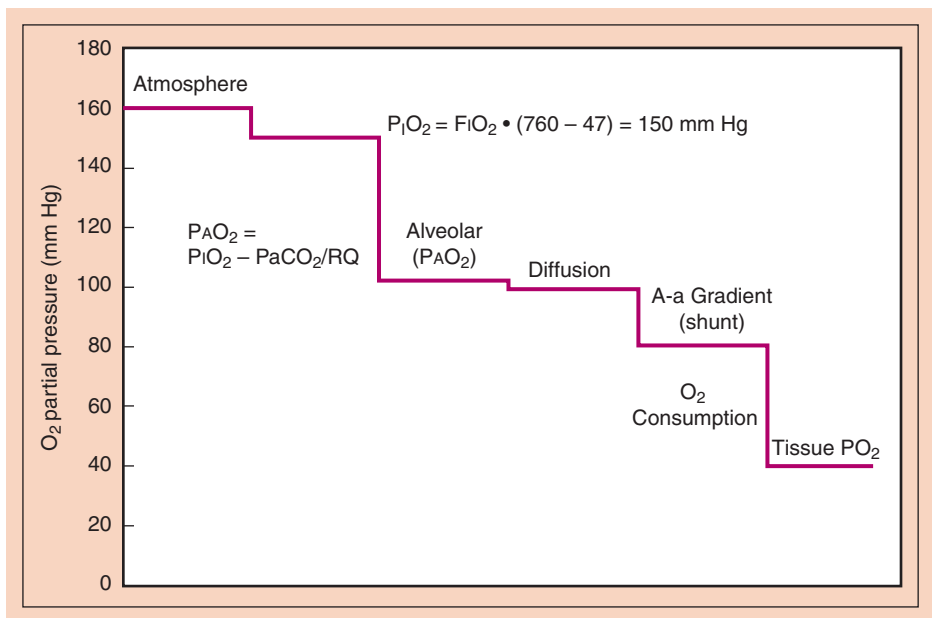 O₂ partial pressure (mm Hg)
180
160
140
120
100
80
60
40
20
0
Atmosphere
PIO₂ = FIO₂ • (760 – 47) = 150 mm Hg
PAO₂ =
PIO₂ – PaCO₂/RQ
Alveolar
(PAO₂)
Diffusion
A-a Gradient
(shunt)
O₂
Consumption
Tissue PO₂